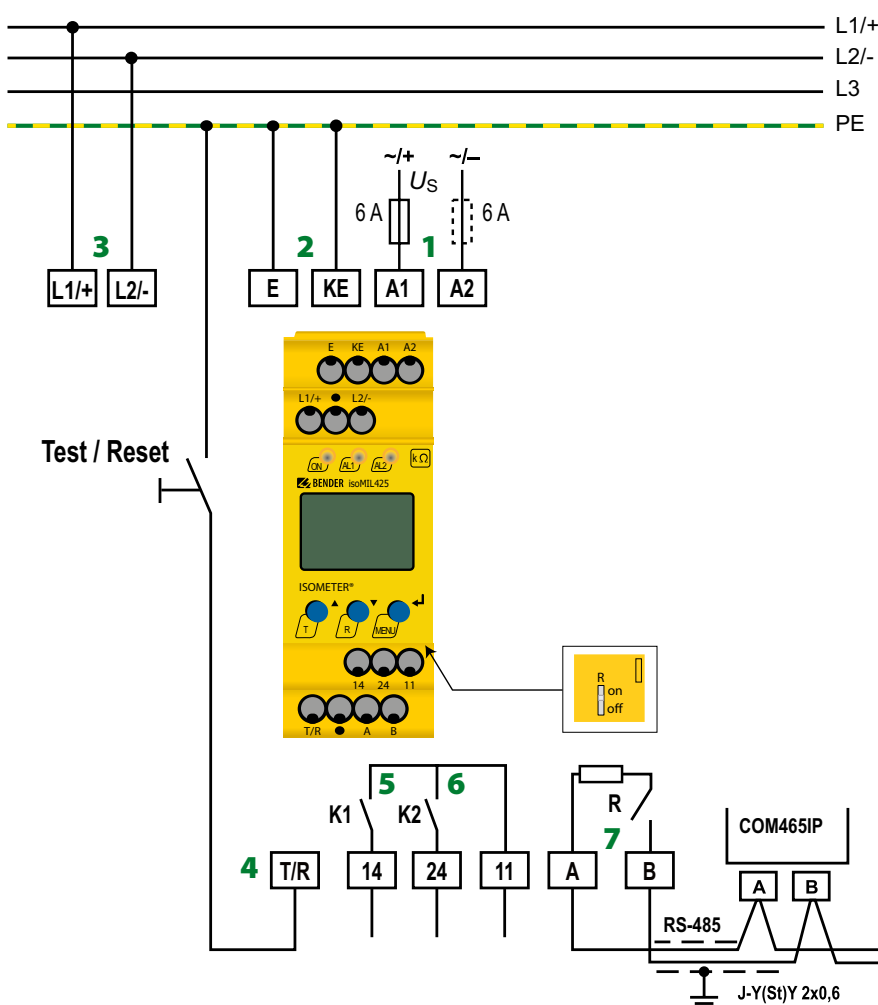 L1/+
L2/-
L3
PE
~/+ ~/–
US
6 A 6 A
3 2 1
L1/+ L2/- E KE A1 A2
E KE A1 A2
L1/+ L2/-
Test / Reset
ON AL1 AL2 kΩ
BENDER isoMIL425
ISOMETER®
T R MENU
14 24 11
T/R A B
R
on
off
5 6
K1 K2 R
7
COM465IP
4 T/R 14 24 11 A B
A B
RS-485
J-Y(St)Y 2x0,6